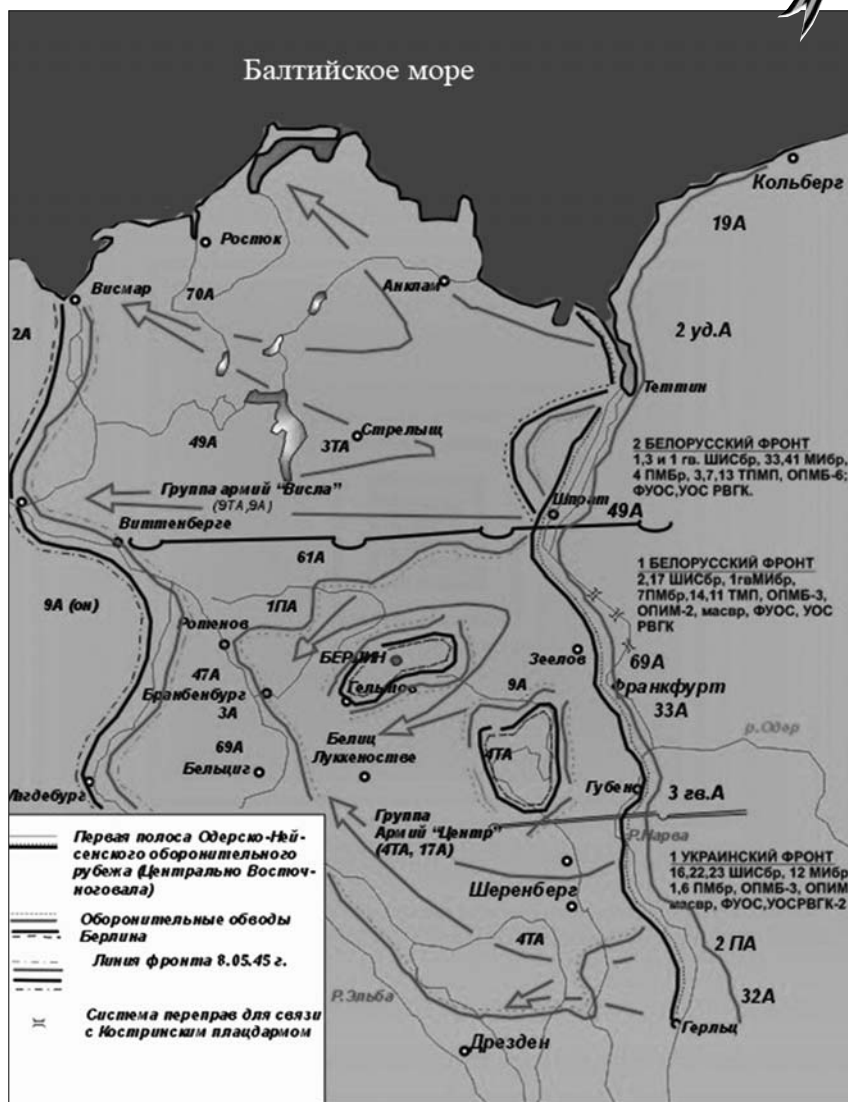 Балтийское море
Кольберг
19А
Росток
Висмар
70А
Анклам
2А
2 уд.А
Теттин
49А
3ТА
Стрелыщ
2 БЕЛОРУССКИЙ ФРОНТ
1,3 и 1 гв. ШИСбр, 33,41 МИбр,
4 ПМБр, 3,7,13 ТПМП, ОПМБ-6;
ФУОС,УОС РВГК.
Группа армий "Висла"
(9ТА,9А)
Шпрат
49А
Виттенберге
61А
1 БЕЛОРУССКИЙ ФРОНТ
2,17 ШИСбр, 1гвМИбр,
7ПМбр,14,11 ТМП, ОПМБ-3,
ОПИМ-2, масвр, ФУОС, УОС
РВГК
9А (он)
1ПА
Ротенов
БЕРЛИН
Зеелов
69А
47А
Бранбенбург
3А
9А
Франкфурт
33А
Белиц
Луккеностве
69А
Бельциг
4ТА
р.Одер
Губенс
3 гв.А
Группа
Армий "Центр"
(4ТА, 17А)
Р.Нарва
Первая полоса Одерско-Ней-
сенского оборонительного
рубежа (Центрально Восточ-
ноговала)
Шеренберг
1 УКРАИНСКИЙ ФРОНТ
16,22,23 ШИСбр, 12 МИбр
1,6 ПМбр, ОПМБ-3, ОПИМ
масвр, ФУОС,УОСРВГК-2
Оборонительные обводы
Берлина
4ТА
2 ПА
Линия фронта 8.05.45 г.
Р.Эльба
32А
Система переправ для связи
с Костринским плацдармом
Герльц
Дрезден